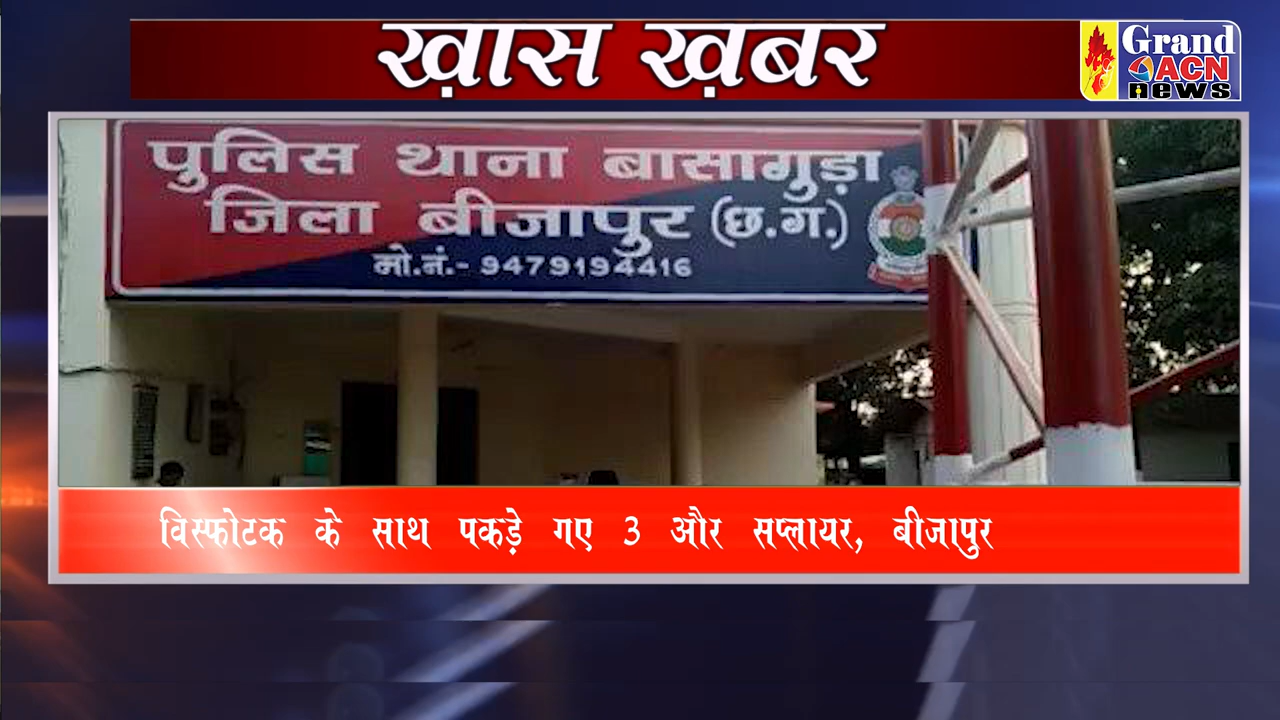 ख़ास ख़बर
Grand
ACN
news
पुलिस थाना बासागुड़ा
जिला बीजापुर (छ.ग.)
मो.नं.- 9479194416
विस्फोटक के साथ पकड़े गए 3 और सप्लायर, बीजापुर